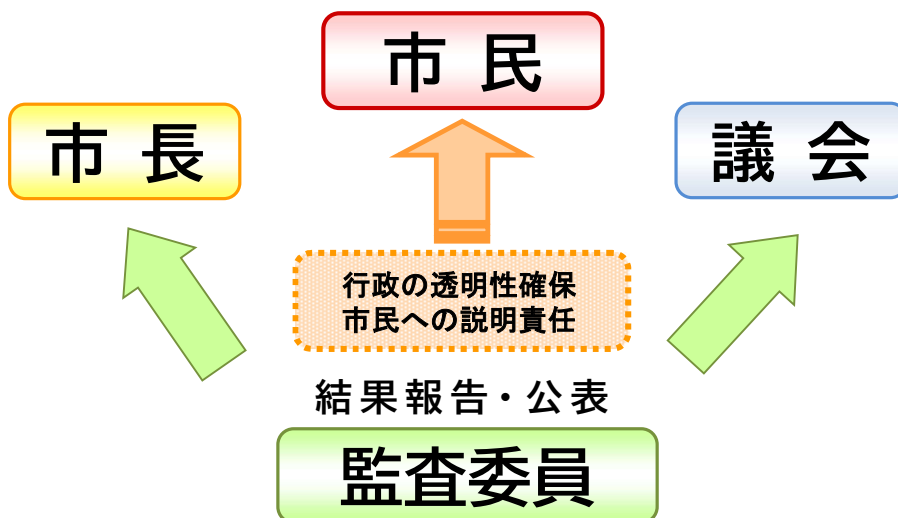 市 民
市 長
議 会
行政の透明性確保
市民への説明責任
結果報告・公表
監査委員